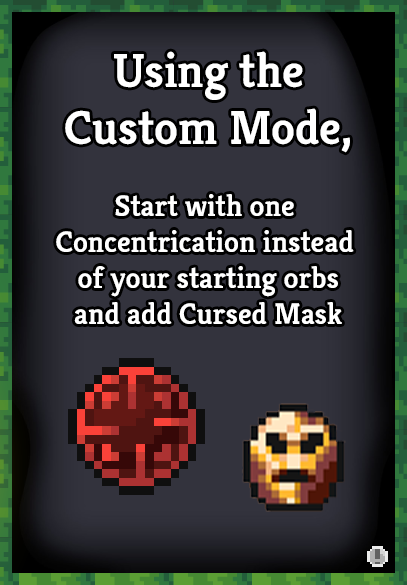 Using the
Custom Mode,
Start with one
Concentrication instead
of your starting orbs
and add Cursed Mask